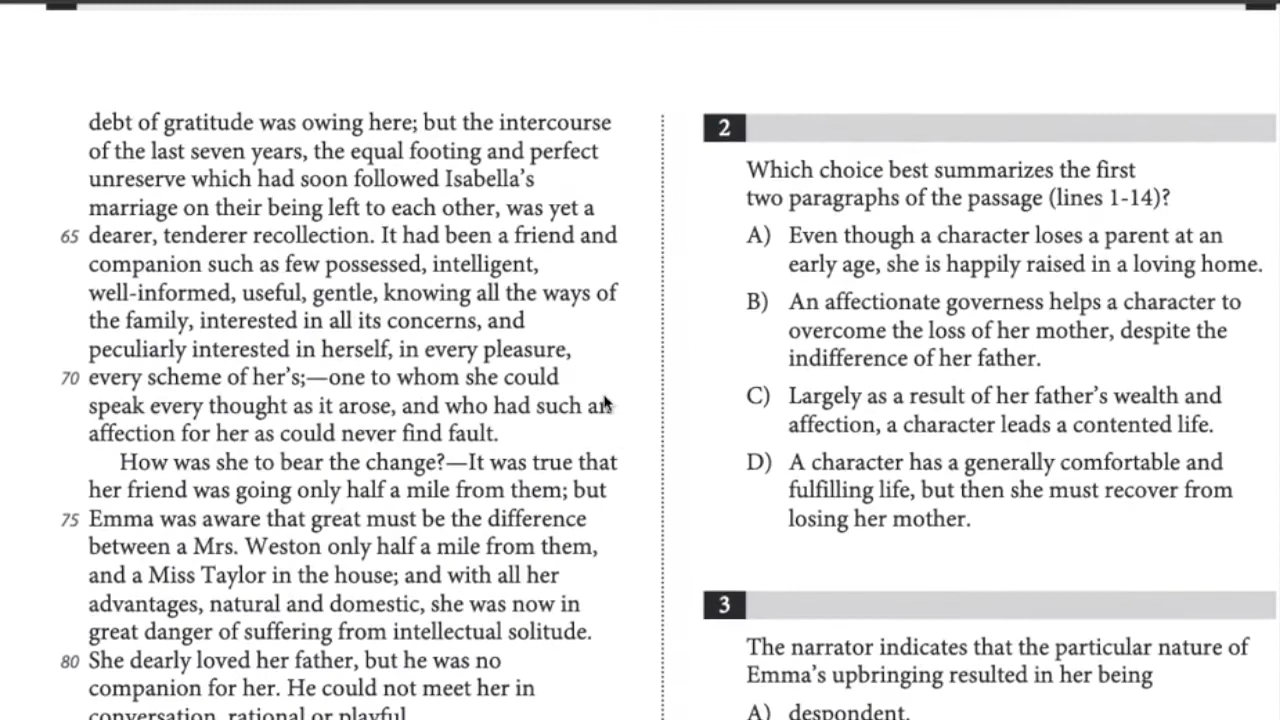 debt of gratitude was owing here; but the intercourse
of the last seven years, the equal footing and perfect
unreserve which had soon followed Isabella's
marriage on their being left to each other, was yet a
65 dearer, tenderer recollection. It had been a friend and
companion such as few possessed, intelligent,
well-informed, useful, gentle, knowing all the ways of
the family, interested in all its concerns, and
peculiarly interested in herself, in every pleasure,
70 every scheme of her's;—one to whom she could
speak every thought as it arose, and who had such an
affection for her as could never find fault.
How was she to bear the change?—It was true that
her friend was going only half a mile from them; but
75 Emma was aware that great must be the difference
between a Mrs. Weston only half a mile from them,
and a Miss Taylor in the house; and with all her
advantages, natural and domestic, she was now in
great danger of suffering from intellectual solitude.
80 She dearly loved her father, but he was no
companion for her. He could not meet her in
conversation, rational or playful
2
Which choice best summarizes the first
two paragraphs of the passage (lines 1-14)?
A) Even though a character loses a parent at an
early age, she is happily raised in a loving home.
B) An affectionate governess helps a character to
overcome the loss of her mother, despite the
indifference of her father.
C) Largely as a result of her father's wealth and
affection, a character leads a contented life.
D) A character has a generally comfortable and
fulfilling life, but then she must recover from
losing her mother.
3
The narrator indicates that the particular nature of
Emma's upbringing resulted in her being
A) despondent.